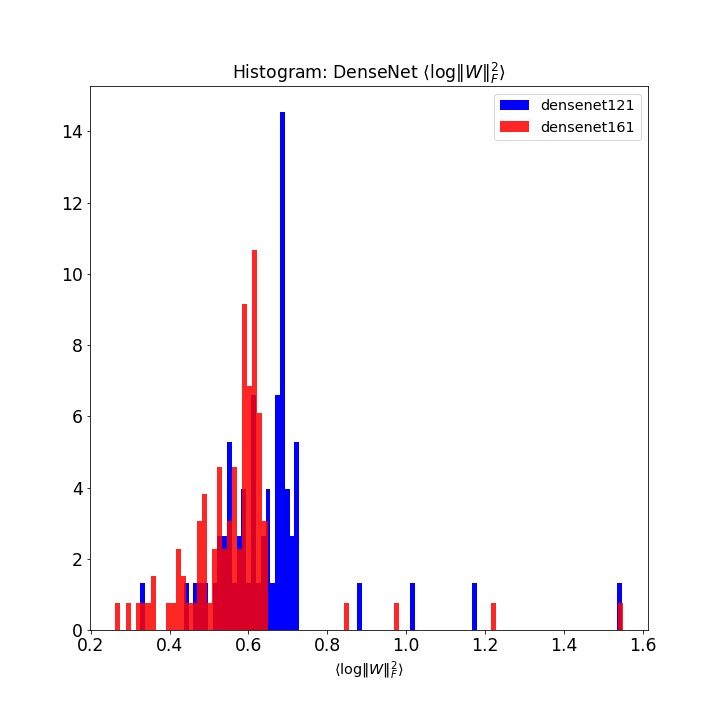 Histogram: DenseNet ⟨log‖W‖²_F⟩
densenet121
densenet161
14
12
10
8
6
4
2
0
0.2 0.4 0.6 0.8 1.0 1.2 1.4 1.6
⟨log‖W‖²_F⟩